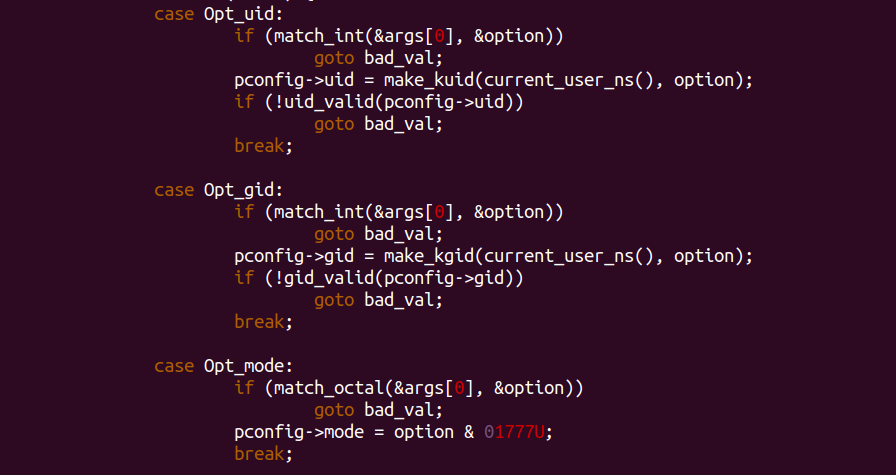 case Opt_uid:
if (match_int(&args[0], &option))
goto bad_val;
pconfig->uid = make_kuid(current_user_ns(), option);
if (!uid_valid(pconfig->uid))
goto bad_val;
break;
case Opt_gid:
if (match_int(&args[0], &option))
goto bad_val;
pconfig->gid = make_kgid(current_user_ns(), option);
if (!gid_valid(pconfig->gid))
goto bad_val;
break;
case Opt_mode:
if (match_octal(&args[0], &option))
goto bad_val;
pconfig->mode = option & 01777U;
break;